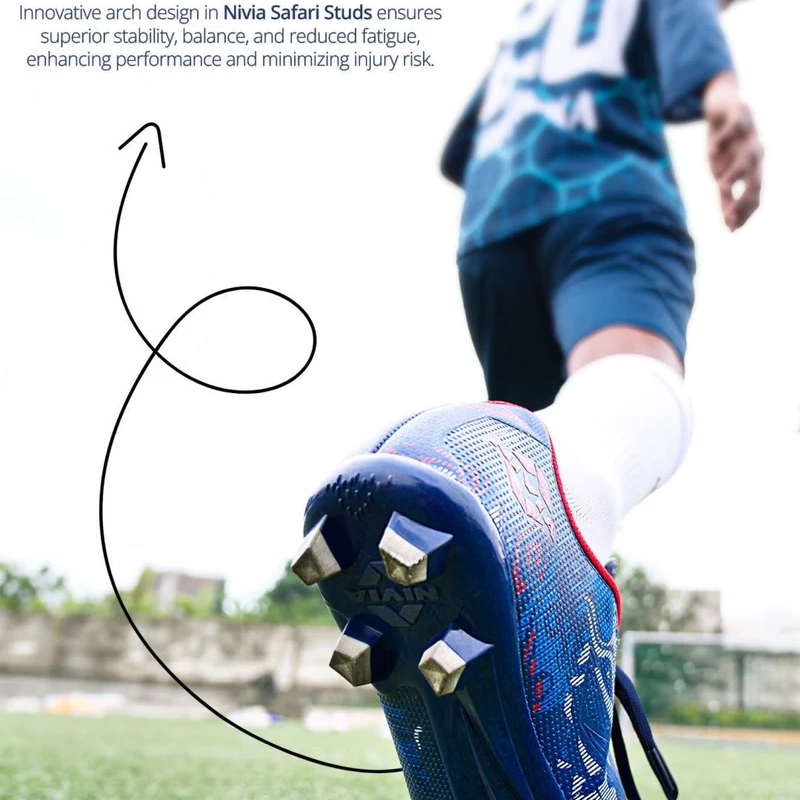 Innovative arch design in Nivia Safari Studs ensures
superior stability, balance, and reduced fatigue,
enhancing performance and minimizing injury risk.
20
NIVIA